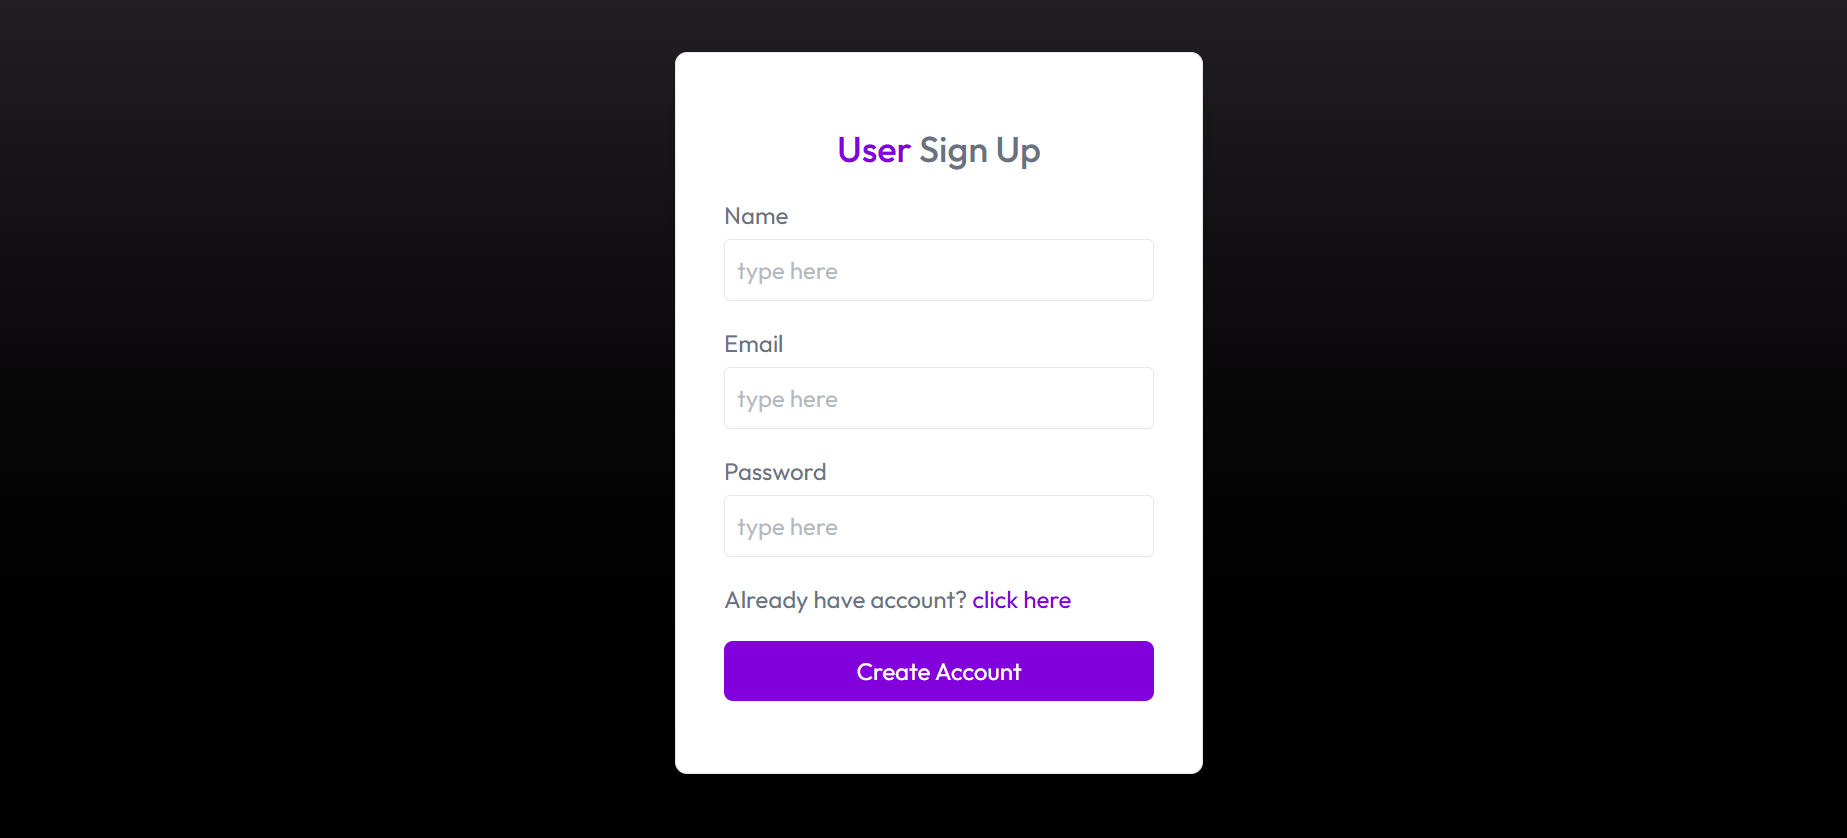 User Sign Up
Name
type here
Email
type here
Password
type here
Already have account? click here
Create Account